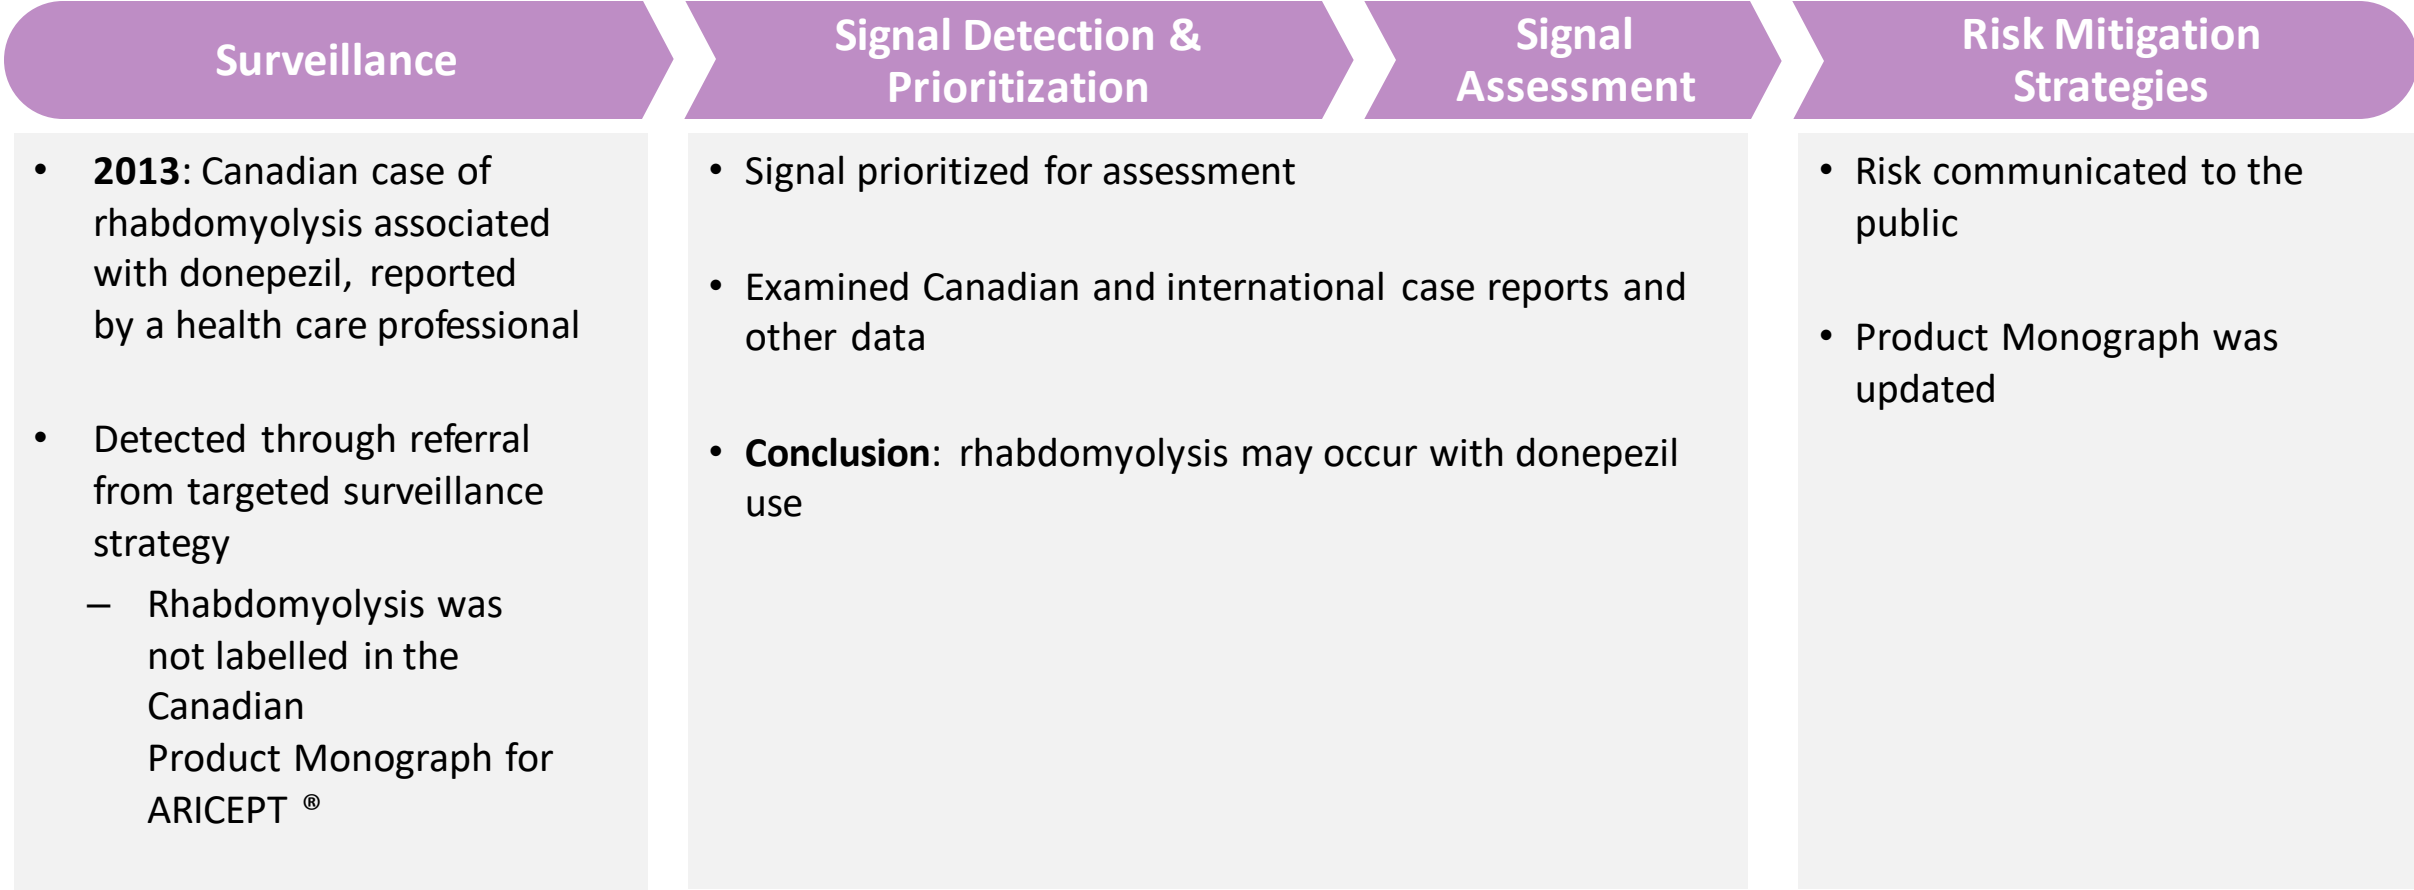 Surveillance
Signal Detection &
Prioritization
Signal
Assessment
Risk Mitigation
Strategies
• 2013: Canadian case of
rhabdomyolysis associated
with donepezil, reported
by a health care professional
• Detected through referral
from targeted surveillance
strategy
– Rhabdomyolysis was
not labelled in the
Canadian
Product Monograph for
ARICEPT ®
• Signal prioritized for assessment
• Examined Canadian and international case reports and
other data
• Conclusion: rhabdomyolysis may occur with donepezil
use
• Risk communicated to the
public
• Product Monograph was
updated